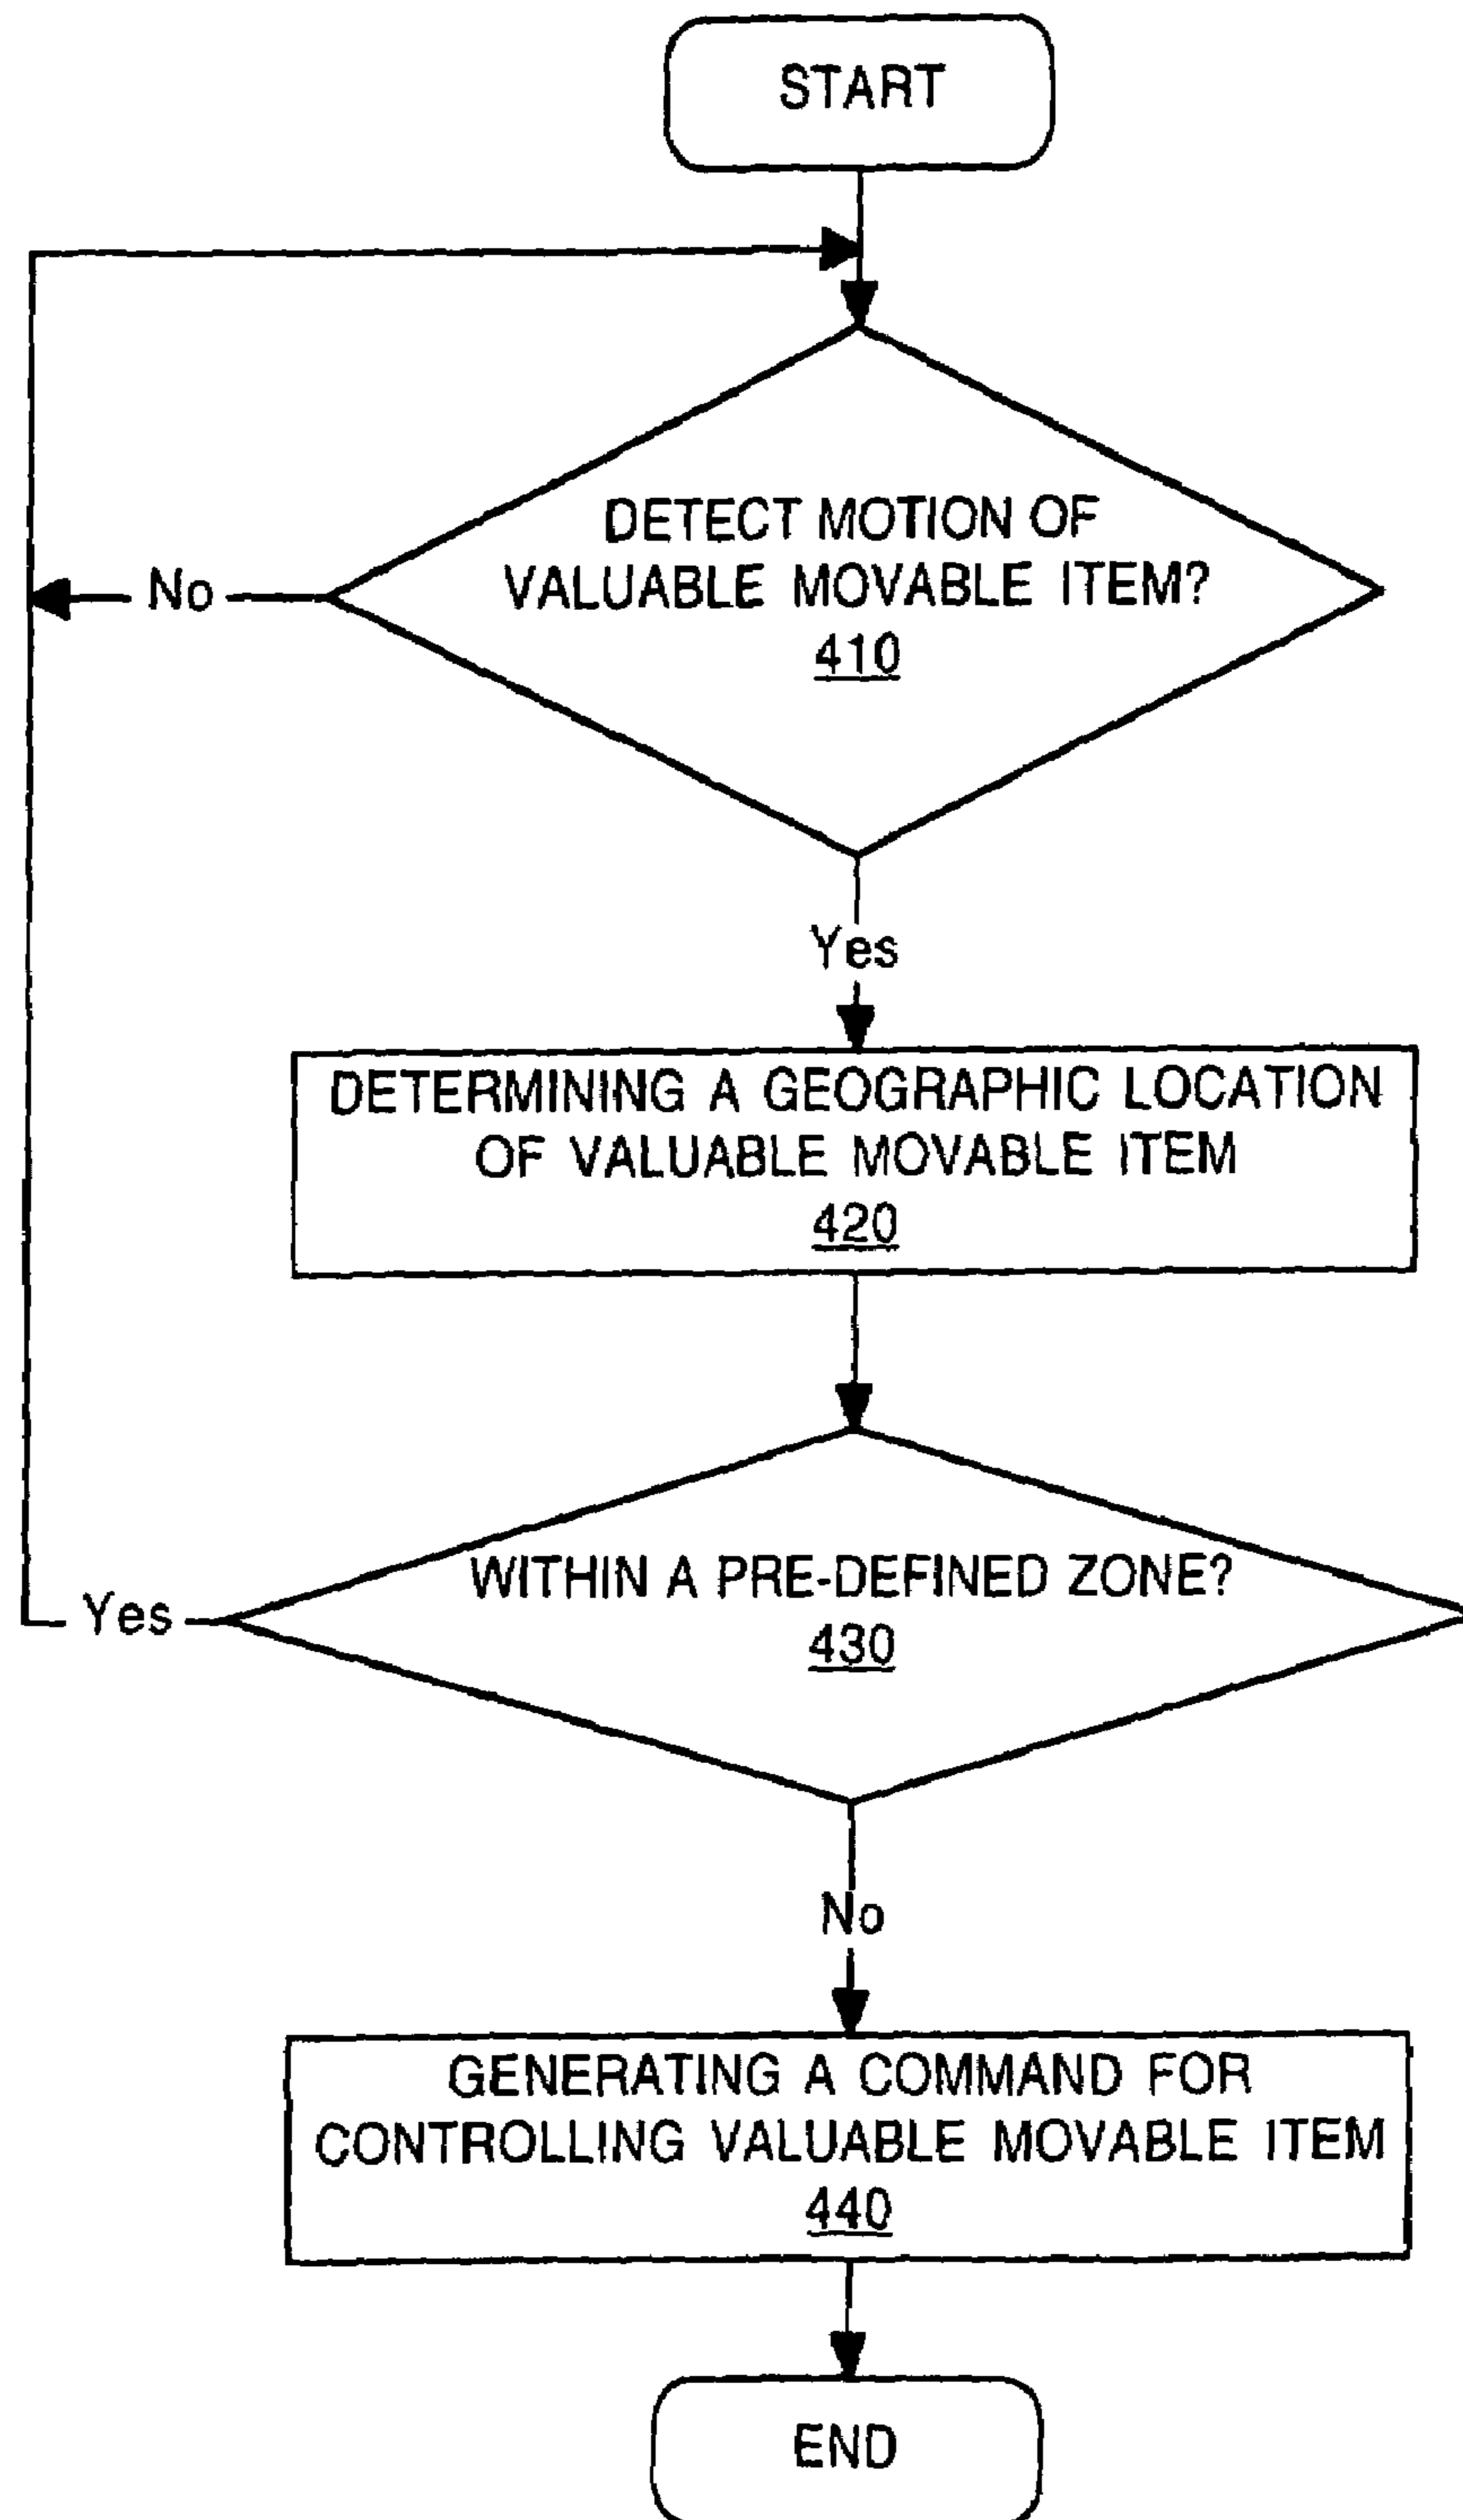 START
DETECT MOTION OF
VALUABLE MOVABLE ITEM?
410
No
Yes
DETERMINING A GEOGRAPHIC LOCATION
OF VALUABLE MOVABLE ITEM
420
WITHIN A PRE-DEFINED ZONE?
430
Yes
No
GENERATING A COMMAND FOR
CONTROLLING VALUABLE MOVABLE ITEM
440
END